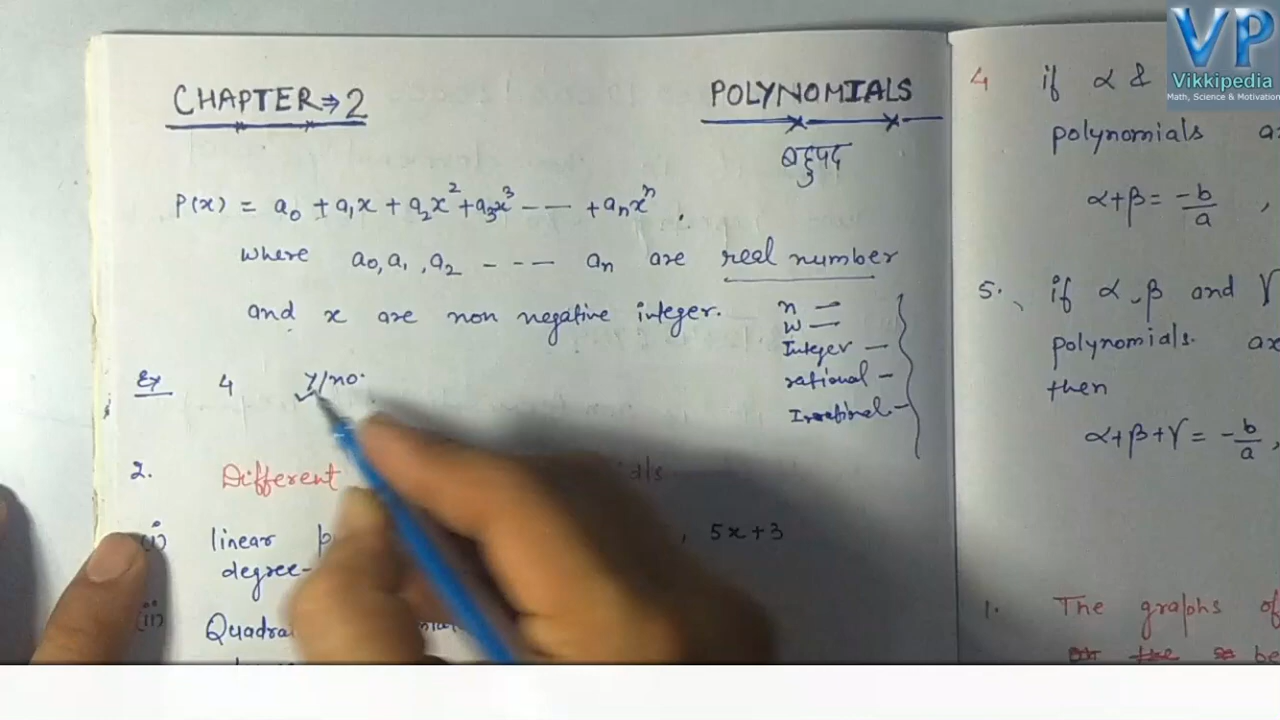 CHAPTER⇒2
POLYNOMIALS
बहुपद
P(x) = a₀ + a₁x + a₂x² + a₃x³ - - -- + aₙxⁿ .
where a₀, a₁, a₂ - - -- aₙ are real number
and x are non negative integer.
n —
w —
Integer —
rational —
Ex 4 Y/no.
2. Different
(i) linear , 5x+3
degree-
(ii)
4 if α &
polynomials
α+β = -b/a ,
5. if α, β and γ
polynomials.
then
α+β+γ = -b/a ,
1. The graphs of
be
VP
Vikkipedia
Math, Science & Motivation